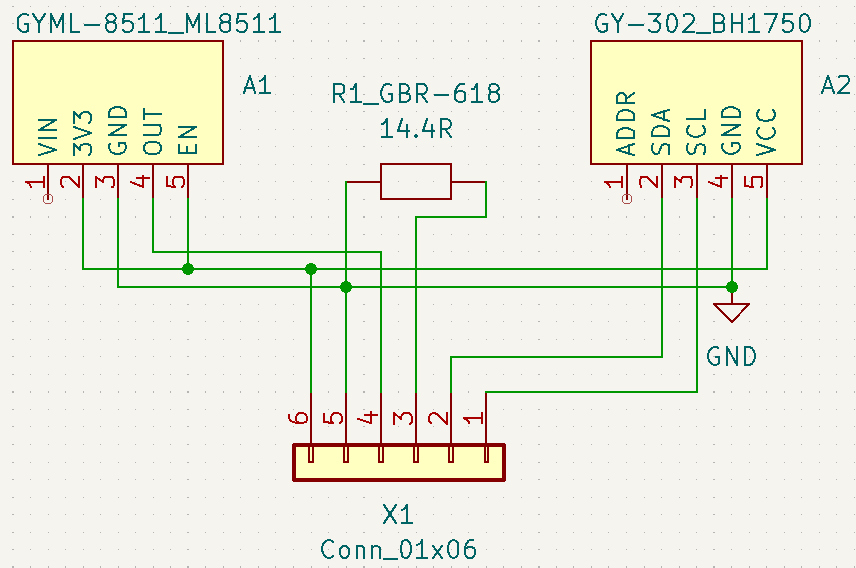 GYML-8511_ML8511
A1
VIN
3V3
GND
OUT
EN
1
2
3
4
5
R1_GBR-618
14.4R
GY-302_BH1750
A2
ADDR
SDA
SCL
GND
VCC
1
2
3
4
5
GND
6
5
4
3
2
1
X1
Conn_01x06